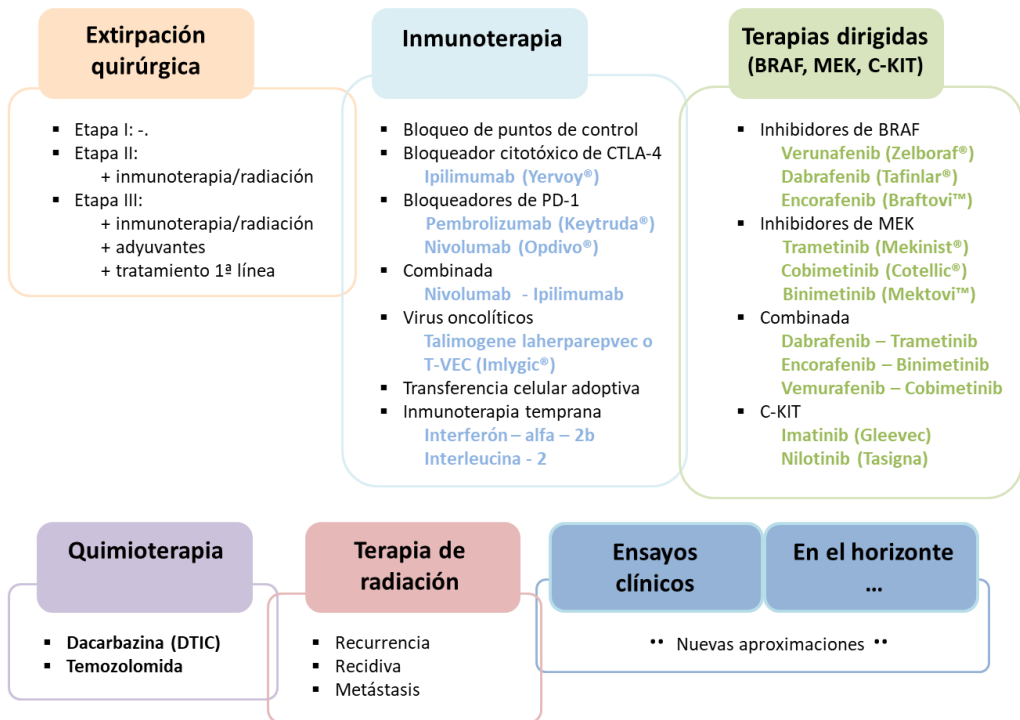 Extirpación
quirúrgica
▪ Etapa I: -.
▪ Etapa II:
+ inmunoterapia/radiación
▪ Etapa III:
+ inmunoterapia/radiación
+ adyuvantes
+ tratamiento 1ª línea
Inmunoterapia
▪ Bloqueo de puntos de control
▪ Bloqueador citotóxico de CTLA-4
Ipilimumab (Yervoy®)
▪ Bloqueadores de PD-1
Pembrolizumab (Keytruda®)
Nivolumab (Opdivo®)
▪ Combinada
Nivolumab - Ipilimumab
▪ Virus oncolíticos
Talimogene laherparepvec o
T-VEC (Imlygic®)
▪ Transferencia celular adoptiva
▪ Inmunoterapia temprana
Interferón – alfa – 2b
Interleucina - 2
Terapias dirigidas
(BRAF, MEK, C-KIT)
▪ Inhibidores de BRAF
Verunafenib (Zelboraf®)
Dabrafenib (Tafinlar®)
Encorafenib (Braftovi™)
▪ Inhibidores de MEK
Trametinib (Mekinist®)
Cobimetinib (Cotellic®)
Binimetinib (Mektovi™)
▪ Combinada
Dabrafenib – Trametinib
Encorafenib – Binimetinib
Vemurafenib – Cobimetinib
▪ C-KIT
Imatinib (Gleevec)
Nilotinib (Tasigna)
Quimioterapia
▪ Dacarbazina (DTIC)
▪ Temozolomida
Terapia de
radiación
▪ Recurrencia
▪ Recidiva
▪ Metástasis
Ensayos
clínicos
En el horizonte
...
•• Nuevas aproximaciones ••